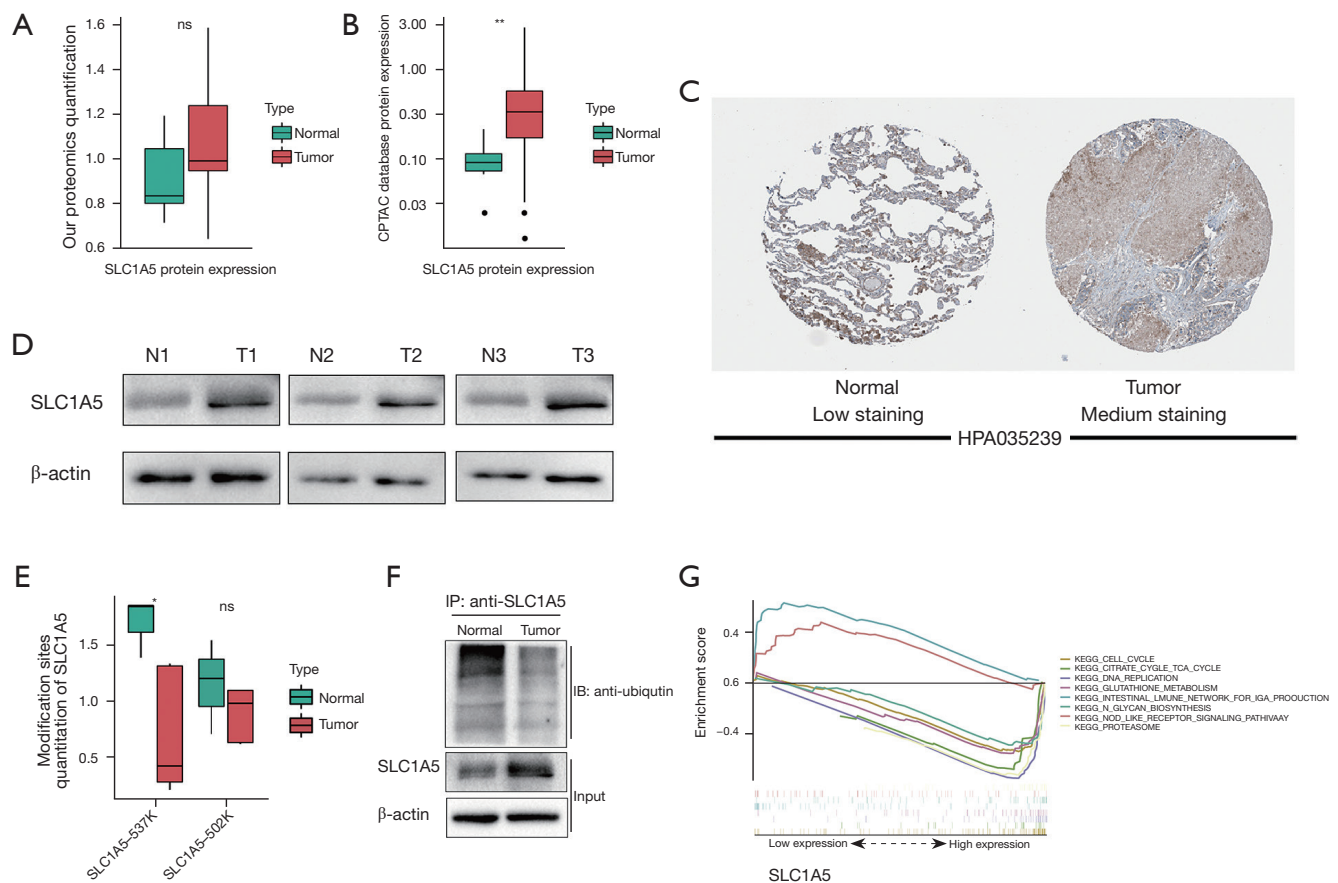 A
ns
Our proteomics quantification
1.6
1.4
1.2
1.0
0.8
0.6
Type
Normal
Tumor
SLC1A5 protein expression
B
**
CPTAC database protein expression
3.00
1.00
0.30
0.10
0.03
Type
Normal
Tumor
SLC1A5 protein expression
C
Normal
Low staining
Tumor
Medium staining
HPA035239
D
N1 T1 N2 T2 N3 T3
SLC1A5
β-actin
E
Modification sites
quantitation of SLC1A5
1.5
1.0
0.5
*
ns
Type
Normal
Tumor
SLC1A5–537K
SLC1A5–502K
F
IP: anti-SLC1A5
Normal Tumor
IB: anti-ubiqutin
SLC1A5
β-actin
Input
G
Enrichment score
0.4
0.0
−0.4
KEGG_CELL_CVCLE
KEGG_CITRATE_CYGLE_TCA_CYCLE
KEGG_DNA_REPLICATION
KEGG_GLUTATHIONE_METABOLISM
KEGG_INTESTINAL_LMUNE_NETWORK_FOR_IGA_PRODUCTION
KEGG_N_GLYCAN_BIOSYNTHESIS
KEGG_NOD_LIKE_RECEPTOR_SIGNALING_PATHIVAAY
KEGG_PROTEASOME
Low expression
High expression
SLC1A5